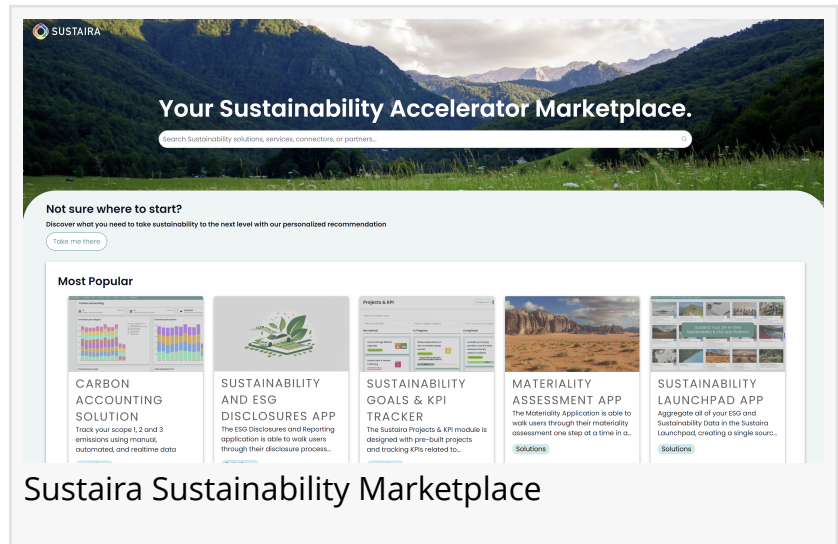 SUSTAIRA
Your Sustainability Accelerator Marketplace.
Search Sustainability solutions, services, connectors, or partners...
Not sure where to start?
Discover what you need to take sustainability to the next level with our personalized recommendation
Take me there
Most Popular
Projects & KPI
CARBON
ACCOUNTING
SOLUTION
Track your scope 1, 2 and 3
emissions using manual,
automated, and realtime data
SUSTAINABILITY
AND ESG
DISCLOSURES APP
The ESG Disclosures and Reporting
application is able to walk users
through their disclosure process...
SUSTAINABILITY
GOALS & KPI
TRACKER
The Sustaira Projects & KPI module is
designed with pre-built projects
and tracking KPIs related to...
MATERIALITY
ASSESSMENT APP
The Materiality Application is able to
walk users through their materiality
assessment one step at a time in a...
Solutions
SUSTAINABILITY
LAUNCHPAD APP
Aggregate all of your ESG and
Sustainability Data in the Sustaira
Launchpad, creating a single sourc...
Solutions
Sustaira Sustainability Marketplace